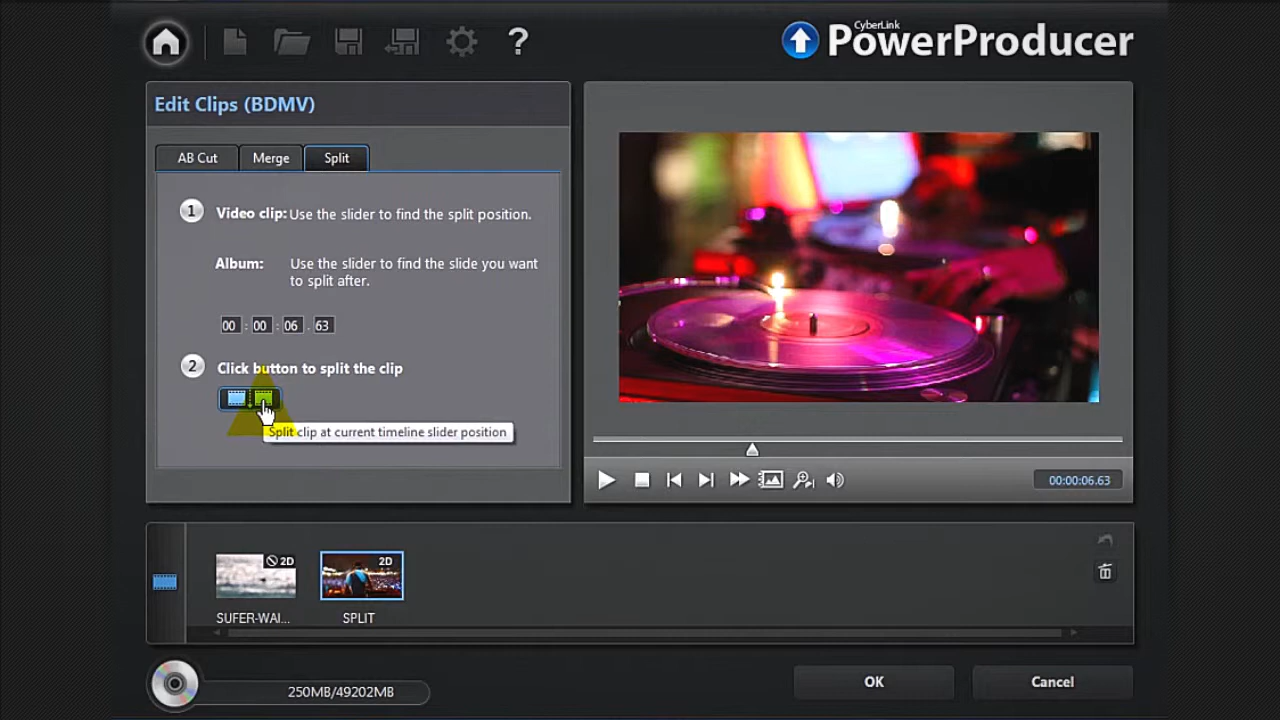 ?
CyberLink
PowerProducer
Edit Clips (BDMV)
AB Cut
Merge
Split
1
Video clip: Use the slider to find the split position.
Album: Use the slider to find the slide you want
to split after.
00 : 00 : 06 . 63
2
Click button to split the clip
Split clip at current timeline slider position
00:00:06.63
2D
2D
SUFER-WAI...
SPLIT
250MB/49202MB
OK
Cancel